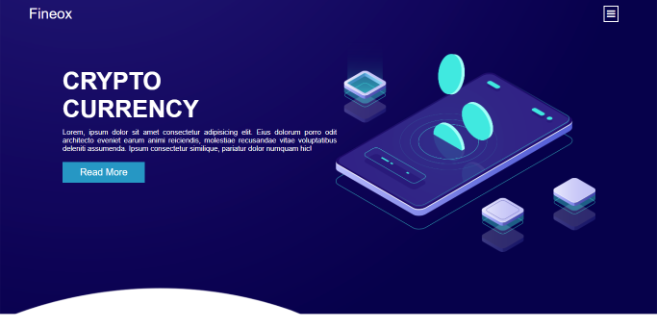 Fineox
CRYPTO
CURRENCY
Lorem, ipsum dolor sit amet consectetur adipisicing elit. Eius dolorum porro odit
architecto eveniet earum animi reiciendis, molestiae recusandae vitae voluptatibus
deleniti assumenda. Ipsum consectetur similique, pariatur dolor numquam hic!
Read More